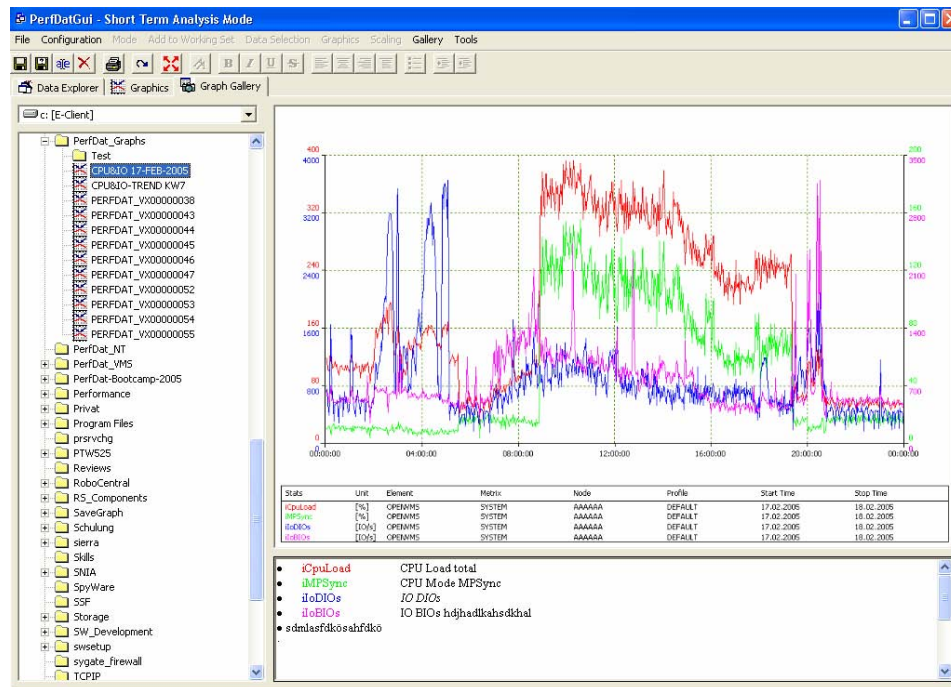 PerfDatGui - Short Term Analysis Mode
File Configuration Mode Add to Working Set Data Selection Graphics Scaling Gallery Tools
B I U S
Data Explorer Graphics Graph Gallery
c: [E-Client]
PerfDat_Graphs
Test
CPU&IO 17-FEB-2005
CPU&IO-TREND KW7
PERFDAT_VX00000038
PERFDAT_VX00000043
PERFDAT_VX00000044
PERFDAT_VX00000045
PERFDAT_VX00000046
PERFDAT_VX00000047
PERFDAT_VX00000052
PERFDAT_VX00000053
PERFDAT_VX00000054
PERFDAT_VX00000055
PerfDat_NT
PerfDat_VMS
PerfDat-Bootcamp-2005
Performance
Privat
Program Files
prsrvchg
PTW525
Reviews
RoboCentral
RS_Components
SaveGraph
Schulung
sierra
Skills
SNIA
SpyWare
SSF
Storage
SW_Development
swsetup
sygate_firewall
TCPIP
400 200
4000 3500
320 160
3200 2800
240 120
2400 2100
160 80
1600 1400
80 40
800 700
0 0
0 0
00:00:00 04:00:00 08:00:00 12:00:00 16:00:00 20:00:00 00:00:00
Stats Unit Element Metrix Node Profile Start Time Stop Time
iCpuLoad [%] OPENVMS SYSTEM AAAAAA DEFAULT 17.02.2005 18.02.2005
iMPSync [%] OPENVMS SYSTEM AAAAAA DEFAULT 17.02.2005 18.02.2005
iIoDIOs [IO/s] OPENVMS SYSTEM AAAAAA DEFAULT 17.02.2005 18.02.2005
iIoBIOs [IO/s] OPENVMS SYSTEM AAAAAA DEFAULT 17.02.2005 18.02.2005
• iCpuLoad CPU Load total
• iMPSync CPU Mode MPSync
• iIoDIOs IO DIOs
• iIoBIOs IO BIOs hdjhadlkahsdkhal
• sdmlasfdkösahfdkö